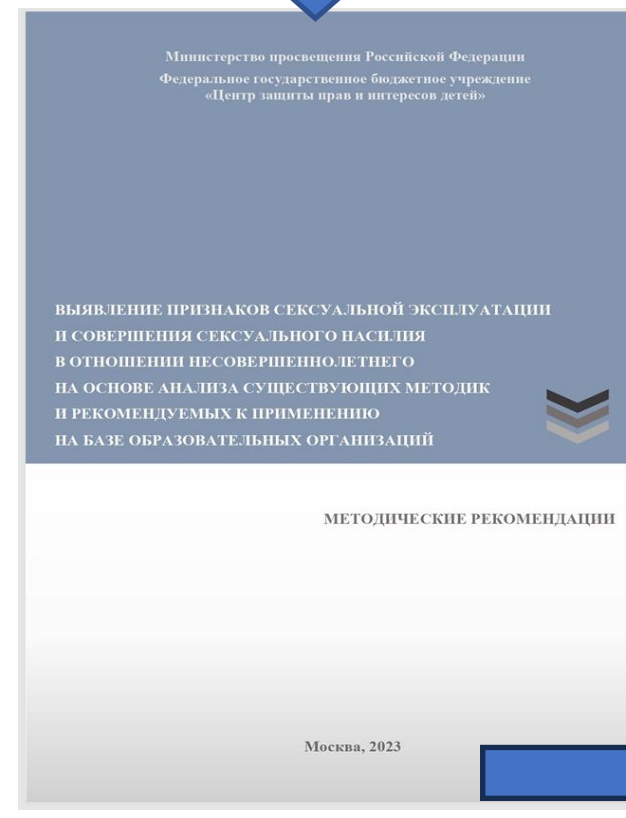 Министерство просвещения Российской Федерации
Федеральное государственное бюджетное учреждение
«Центр защиты прав и интересов детей»
ВЫЯВЛЕНИЕ ПРИЗНАКОВ СЕКСУАЛЬНОЙ ЭКСПЛУАТАЦИИ
И СОВЕРШЕНИЯ СЕКСУАЛЬНОГО НАСИЛИЯ
В ОТНОШЕНИИ НЕСОВЕРШЕННОЛЕТНЕГО
НА ОСНОВЕ АНАЛИЗА СУЩЕСТВУЮЩИХ МЕТОДИК
И РЕКОМЕНДУЕМЫХ К ПРИМЕНЕНИЮ
НА БАЗЕ ОБРАЗОВАТЕЛЬНЫХ ОРГАНИЗАЦИЙ
МЕТОДИЧЕСКИЕ РЕКОМЕНДАЦИИ
Москва, 2023